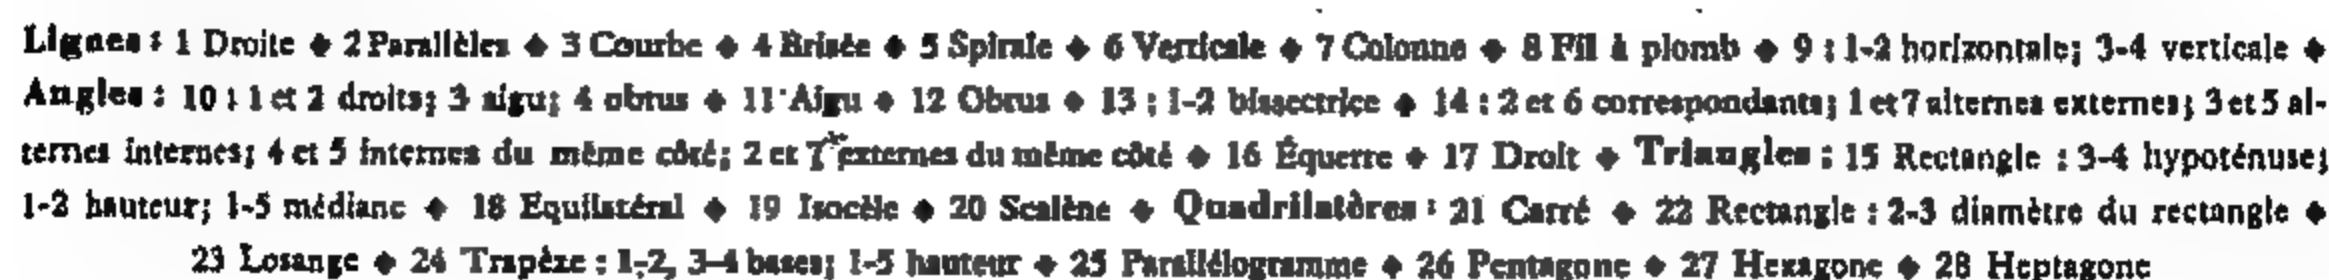 Lignes : 1 Droite ◆ 2 Parallèles ◆ 3 Courbe ◆ 4 Brisée ◆ 5 Spirale ◆ 6 Verticale ◆ 7 Colonne ◆ 8 Fil à plomb ◆ 9 : 1-2 horizontale; 3-4 verticale ◆
Angles : 10 : 1 et 2 droits; 3 aigu; 4 obtus ◆ 11 Aigu ◆ 12 Obtus ◆ 13 : 1-2 bissectrice ◆ 14 : 2 et 6 correspondants; 1 et 7 alternes externes; 3 et 5 al-
ternes internes; 4 et 5 internes du même côté; 2 et 7 externes du même côté ◆ 16 Équerre ◆ 17 Droit ◆ Triangles : 15 Rectangle : 3-4 hypoténuse;
1-2 hauteur; 1-5 médiane ◆ 18 Equilatéral ◆ 19 Isocèle ◆ 20 Scalène ◆ Quadrilatères : 21 Carré ◆ 22 Rectangle : 2-3 diamètre du rectangle ◆
23 Losange ◆ 24 Trapèze : 1-2, 3-4 bases; 1-5 hauteur ◆ 25 Parallélogramme ◆ 26 Pentagone ◆ 27 Hexagone ◆ 28 Heptagone